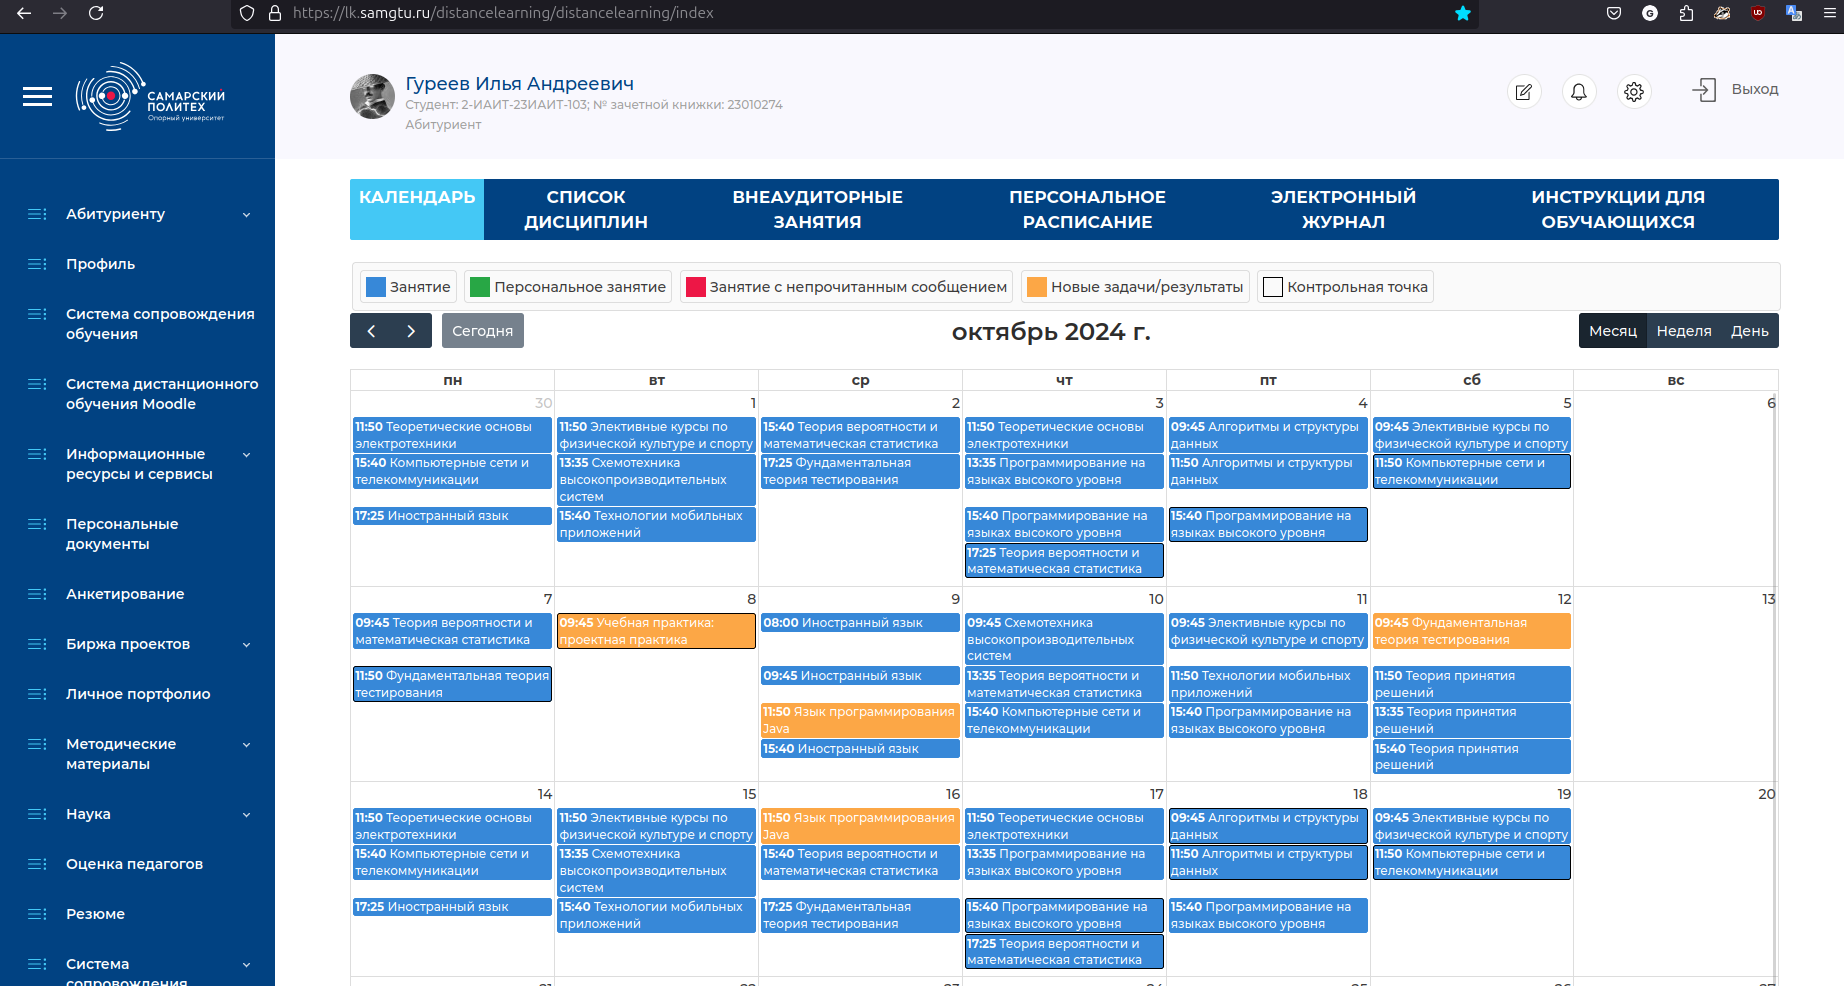 https://lk.samgtu.ru/distancelearning/distancelearning/index
САМАРСКИЙ
ПОЛИТЕХ
Опорный университет
Гуреев Илья Андреевич
Студент: 2-ИАИТ-23ИАИТ-103; № зачетной книжки: 23010274
Абитуриент
Выход
Абитуриенту
Профиль
Система сопровождения
обучения
Система дистанционного
обучения Moodle
Информационные
ресурсы и сервисы
Персональные
документы
Анкетирование
Биржа проектов
Личное портфолио
Методические
материалы
Наука
Оценка педагогов
Резюме
Система
сопровождения
КАЛЕНДАРЬ
СПИСОК
ДИСЦИПЛИН
ВНЕАУДИТОРНЫЕ
ЗАНЯТИЯ
ПЕРСОНАЛЬНОЕ
РАСПИСАНИЕ
ЭЛЕКТРОННЫЙ
ЖУРНАЛ
ИНСТРУКЦИИ ДЛЯ
ОБУЧАЮЩИХСЯ
Занятие
Персональное занятие
Занятие с непрочитанным сообщением
Новые задачи/результаты
Контрольная точка
Сегодня
октябрь 2024 г.
Месяц
Неделя
День
пн
вт
ср
чт
пт
сб
вс
30
11:50 Теоретические основы
электротехники
15:40 Компьютерные сети и
телекоммуникации
17:25 Иностранный язык
1
11:50 Элективные курсы по
физической культуре и спорту
13:35 Схемотехника
высокопроизводительных
систем
15:40 Технологии мобильных
приложений
2
15:40 Теория вероятности и
математическая статистика
17:25 Фундаментальная
теория тестирования
3
11:50 Теоретические основы
электротехники
13:35 Программирование на
языках высокого уровня
15:40 Программирование на
языках высокого уровня
17:25 Теория вероятности и
математическая статистика
4
09:45 Алгоритмы и структуры
данных
11:50 Алгоритмы и структуры
данных
15:40 Программирование на
языках высокого уровня
5
09:45 Элективные курсы по
физической культуре и спорту
11:50 Компьютерные сети и
телекоммуникации
6
7
09:45 Теория вероятности и
математическая статистика
11:50 Фундаментальная теория
тестирования
8
09:45 Учебная практика:
проектная практика
9
08:00 Иностранный язык
09:45 Иностранный язык
11:50 Язык программирования
Java
15:40 Иностранный язык
10
09:45 Схемотехника
высокопроизводительных
систем
13:35 Теория вероятности и
математическая статистика
15:40 Компьютерные сети и
телекоммуникации
11
09:45 Элективные курсы по
физической культуре и спорту
11:50 Технологии мобильных
приложений
15:40 Программирование на
языках высокого уровня
12
09:45 Фундаментальная
теория тестирования
11:50 Теория принятия
решений
13:35 Теория принятия
решений
15:40 Теория принятия
решений
13
14
11:50 Теоретические основы
электротехники
15:40 Компьютерные сети и
телекоммуникации
17:25 Иностранный язык
15
11:50 Элективные курсы по
физической культуре и спорту
13:35 Схемотехника
высокопроизводительных
систем
15:40 Технологии мобильных
приложений
16
11:50 Язык программирования
Java
15:40 Теория вероятности и
математическая статистика
17:25 Фундаментальная
теория тестирования
17
11:50 Теоретические основы
электротехники
13:35 Программирование на
языках высокого уровня
15:40 Программирование на
языках высокого уровня
17:25 Теория вероятности и
математическая статистика
18
09:45 Алгоритмы и структуры
данных
11:50 Алгоритмы и структуры
данных
15:40 Программирование на
языках высокого уровня
19
09:45 Элективные курсы по
физической культуре и спорту
11:50 Компьютерные сети и
телекоммуникации
20